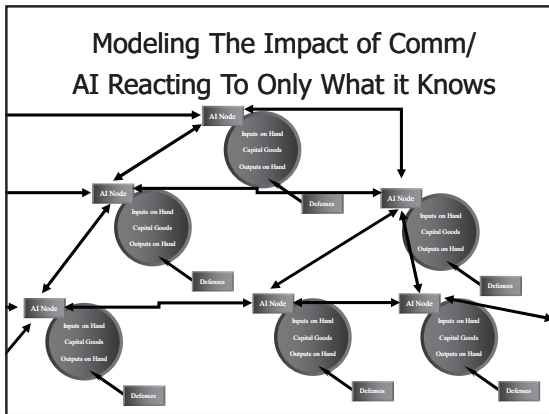 Modeling The Impact of Comm/
AI Reacting To Only What it Knows
AI Node
Inputs on Hand
Capital Goods
Outputs on Hand
Defenses
AI Node
Inputs on Hand
Capital Goods
Outputs on Hand
Defenses
AI Node
Inputs on Hand
Capital Goods
Outputs on Hand
Defenses
AI Node
Inputs on Hand
Capital Goods
Outputs on Hand
Defenses
AI Node
Inputs on Hand
Capital Goods
Outputs on Hand
Defenses
AI Node
Inputs on Hand
Capital Goods
Outputs on Hand
Defenses